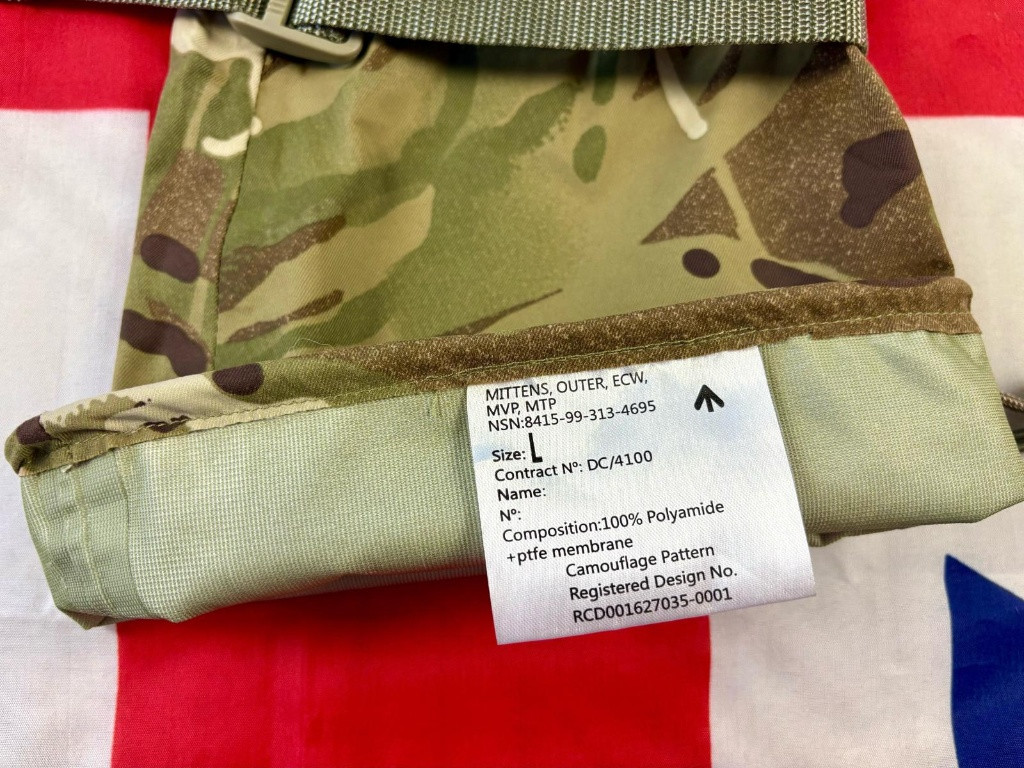 MITTENS, OUTER, ECW,
MVP, MTP
NSN:8415-99-313-4695
Size: L
Contract Nº: DC/4100
Name:
Nº:
Composition:100% Polyamide
+ptfe membrane
Camouflage Pattern
Registered Design No.
RCD001627035-0001